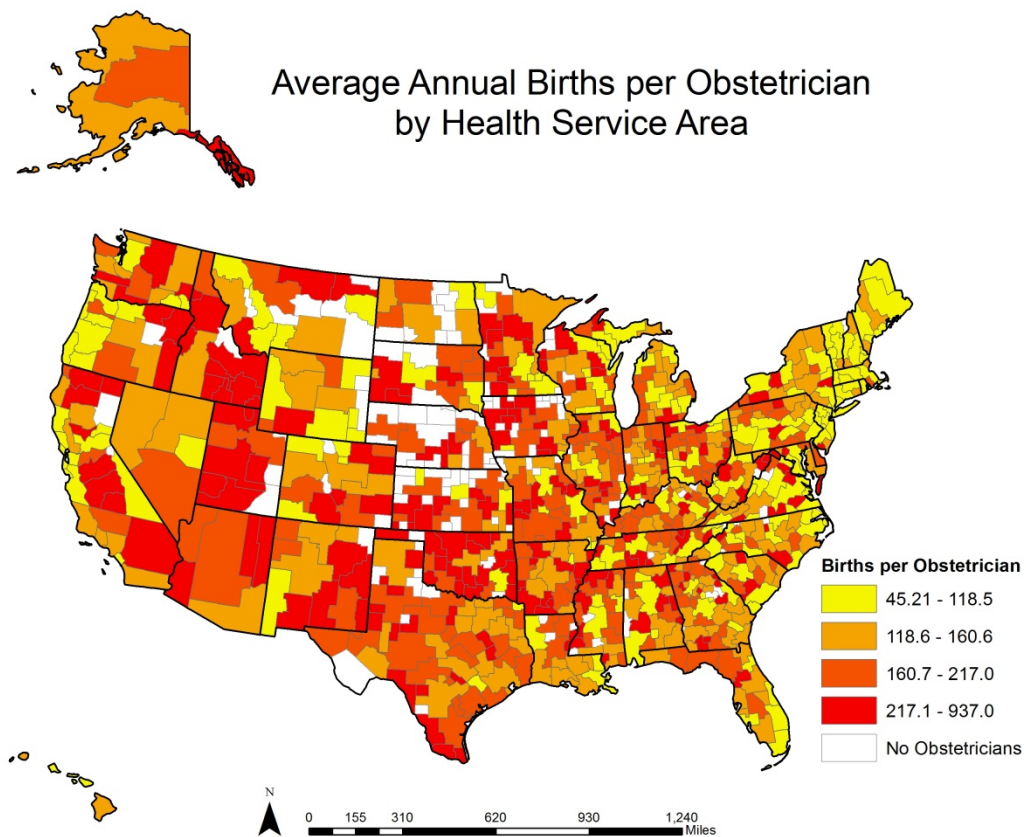 Average Annual Births per Obstetrician
by Health Service Area
Births per Obstetrician
45.21 - 118.5
118.6 - 160.6
160.7 - 217.0
217.1 - 937.0
No Obstetricians
N
0 155 310 620 930 1,240
Miles